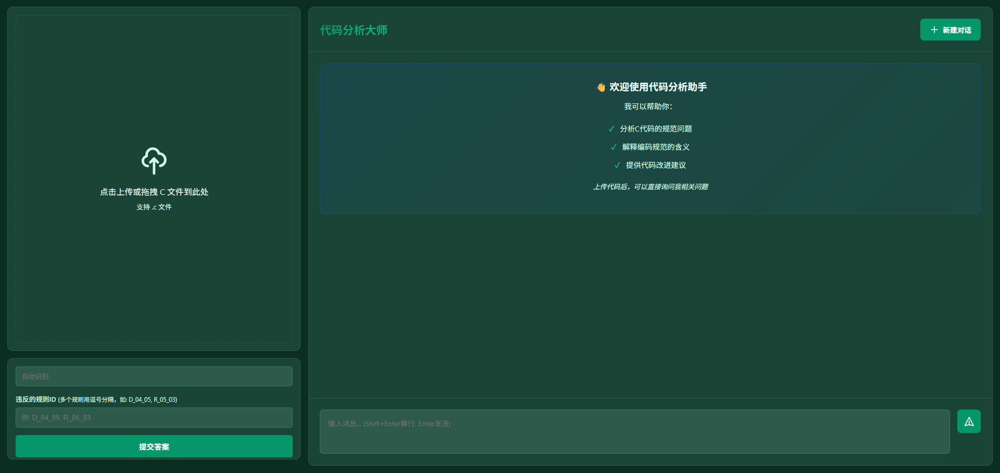 点击上传或拖拽 C 文件到此处
支持 .c 文件
自动识别
违反的规则ID (多个规则用逗号分隔，如: D_04_05, R_05_03)
例: D_04_05, R_05_03
提交答案
代码分析大师
新建对话
👋 欢迎使用代码分析助手
我可以帮助你：
✓ 分析C代码的规范问题
✓ 解释编码规范的含义
✓ 提供代码改进建议
上传代码后，可以直接询问我相关问题
输入消息... (Shift+Enter换行, Enter发送)